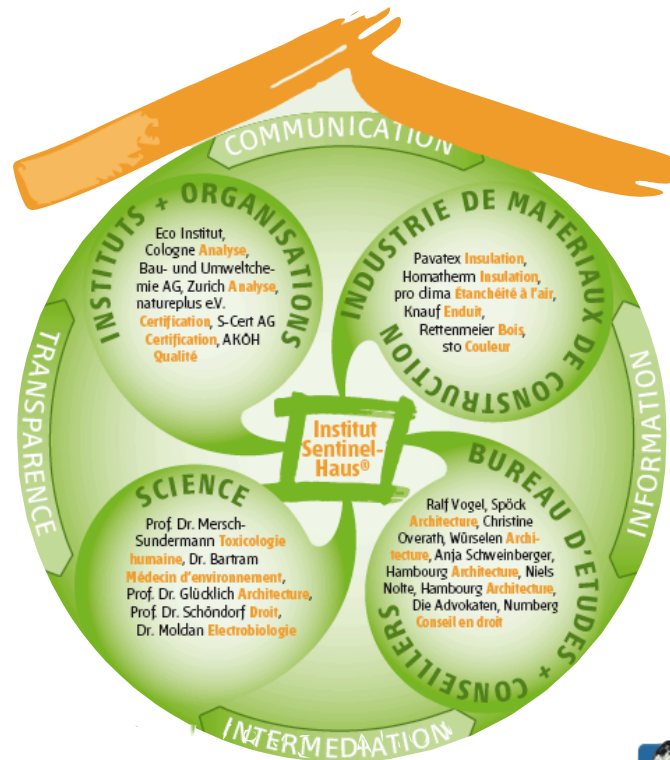 COMMUNICATION
INSTITUTS + ORGANISATIONS
Eco Institut,
Cologne Analyse,
Bau- und Umweltche-
mie AG, Zurich Analyse,
natureplus e.V.
Certification, S-Cert AG
Certification, AKÖH
Qualité
INDUSTRIE DE MATERIAUX DE CONSTRUCTION
Pavatex Insulation,
Homatherm Insulation,
pro clima Étanchéité à l'air,
Knauf Enduit,
Rettenmeier Bois,
sto Couleur
TRANSPARENCE
INFORMATION
Institut
Sentinel-
Haus®
SCIENCE
Prof. Dr. Mersch-
Sundermann Toxicologie
humaine, Dr. Bartram
Médecin d'environnement,
Prof. Dr. Glücklich Architecture,
Prof. Dr. Schöndorf Droit,
Dr. Moldan Electrobiologie
BUREAU D'ETUDES + CONSEILLERS
Ralf Vogel, Spöck
Architecture, Christine
Overath, Würselen Archi-
tecture, Anja Schweinberger,
Hambourg Architecture, Niels
Nolte, Hambourg Architecture,
Die Advokaten, Nurnberg
Conseil en droit
INTERMEDIATION